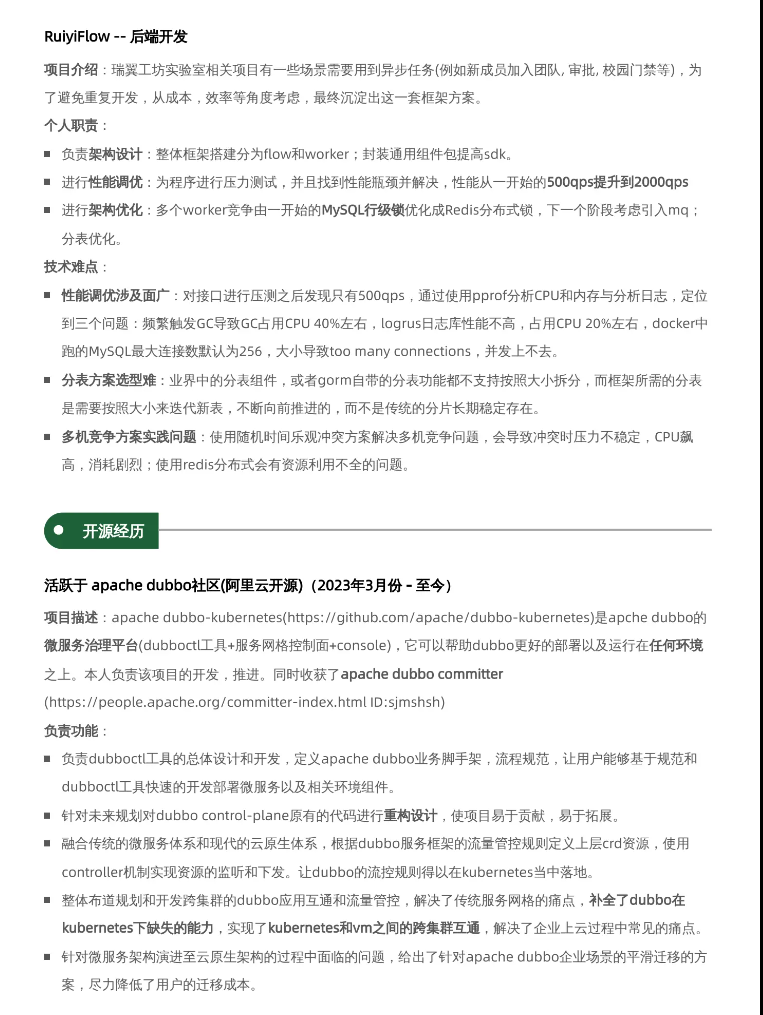 RuiyiFlow -- 后端开发
项目介绍：瑞翼工坊实验室相关项目有一些场景需要用到异步任务(例如新成员加入团队, 审批, 校园门禁等)，为
了避免重复开发，从成本，效率等角度考虑，最终沉淀出这一套框架方案。
个人职责：
■ 负责架构设计：整体框架搭建分为flow和worker；封装通用组件包提高sdk。
■ 进行性能调优：为程序进行压力测试，并且找到性能瓶颈并解决，性能从一开始的500qps提升到2000qps
■ 进行架构优化：多个worker竞争由一开始的MySQL行级锁优化成Redis分布式锁，下一个阶段考虑引入mq；
分表优化。
技术难点：
■ 性能调优涉及面广：对接口进行压测之后发现只有500qps，通过使用pprof分析CPU和内存与分析日志，定位
到三个问题：频繁触发GC导致GC占用CPU 40%左右，logrus日志库性能不高，占用CPU 20%左右，docker中
跑的MySQL最大连接数默认为256，大小导致too many connections，并发上不去。
■ 分表方案选型难：业界中的分表组件，或者gorm自带的分表功能都不支持按照大小拆分，而框架所需的分表
是需要按照大小来迭代新表，不断向前推进的，而不是传统的分片长期稳定存在。
■ 多机竞争方案实践问题：使用随机时间乐观冲突方案解决多机竞争问题，会导致冲突时压力不稳定，CPU飙
高，消耗剧烈；使用redis分布式会有资源利用不全的问题。
开源经历
活跃于 apache dubbo社区(阿里云开源)（2023年3月份 – 至今）
项目描述：apache dubbo-kubernetes(https://github.com/apache/dubbo-kubernetes)是apche dubbo的
微服务治理平台(dubboctl工具+服务网格控制面+console)，它可以帮助dubbo更好的部署以及运行在任何环境
之上。本人负责该项目的开发，推进。同时收获了apache dubbo committer
(https://people.apache.org/committer-index.html ID:sjmshsh)
负责功能：
■ 负责dubboctl工具的总体设计和开发，定义apache dubbo业务脚手架，流程规范，让用户能够基于规范和
dubboctl工具快速的开发部署微服务以及相关环境组件。
■ 针对未来规划对dubbo control-plane原有的代码进行重构设计，使项目易于贡献，易于拓展。
■ 融合传统的微服务体系和现代的云原生体系，根据dubbo服务框架的流量管控规则定义上层crd资源，使用
controller机制实现资源的监听和下发。让dubbo的流控规则得以在kubernetes当中落地。
■ 整体布道规划和开发跨集群的dubbo应用互通和流量管控，解决了传统服务网格的痛点，补全了dubbo在
kubernetes下缺失的能力，实现了kubernetes和vm之间的跨集群互通，解决了企业上云过程中常见的痛点。
■ 针对微服务架构演进至云原生架构的过程中面临的问题，给出了针对apache dubbo企业场景的平滑迁移的方
案，尽力降低了用户的迁移成本。